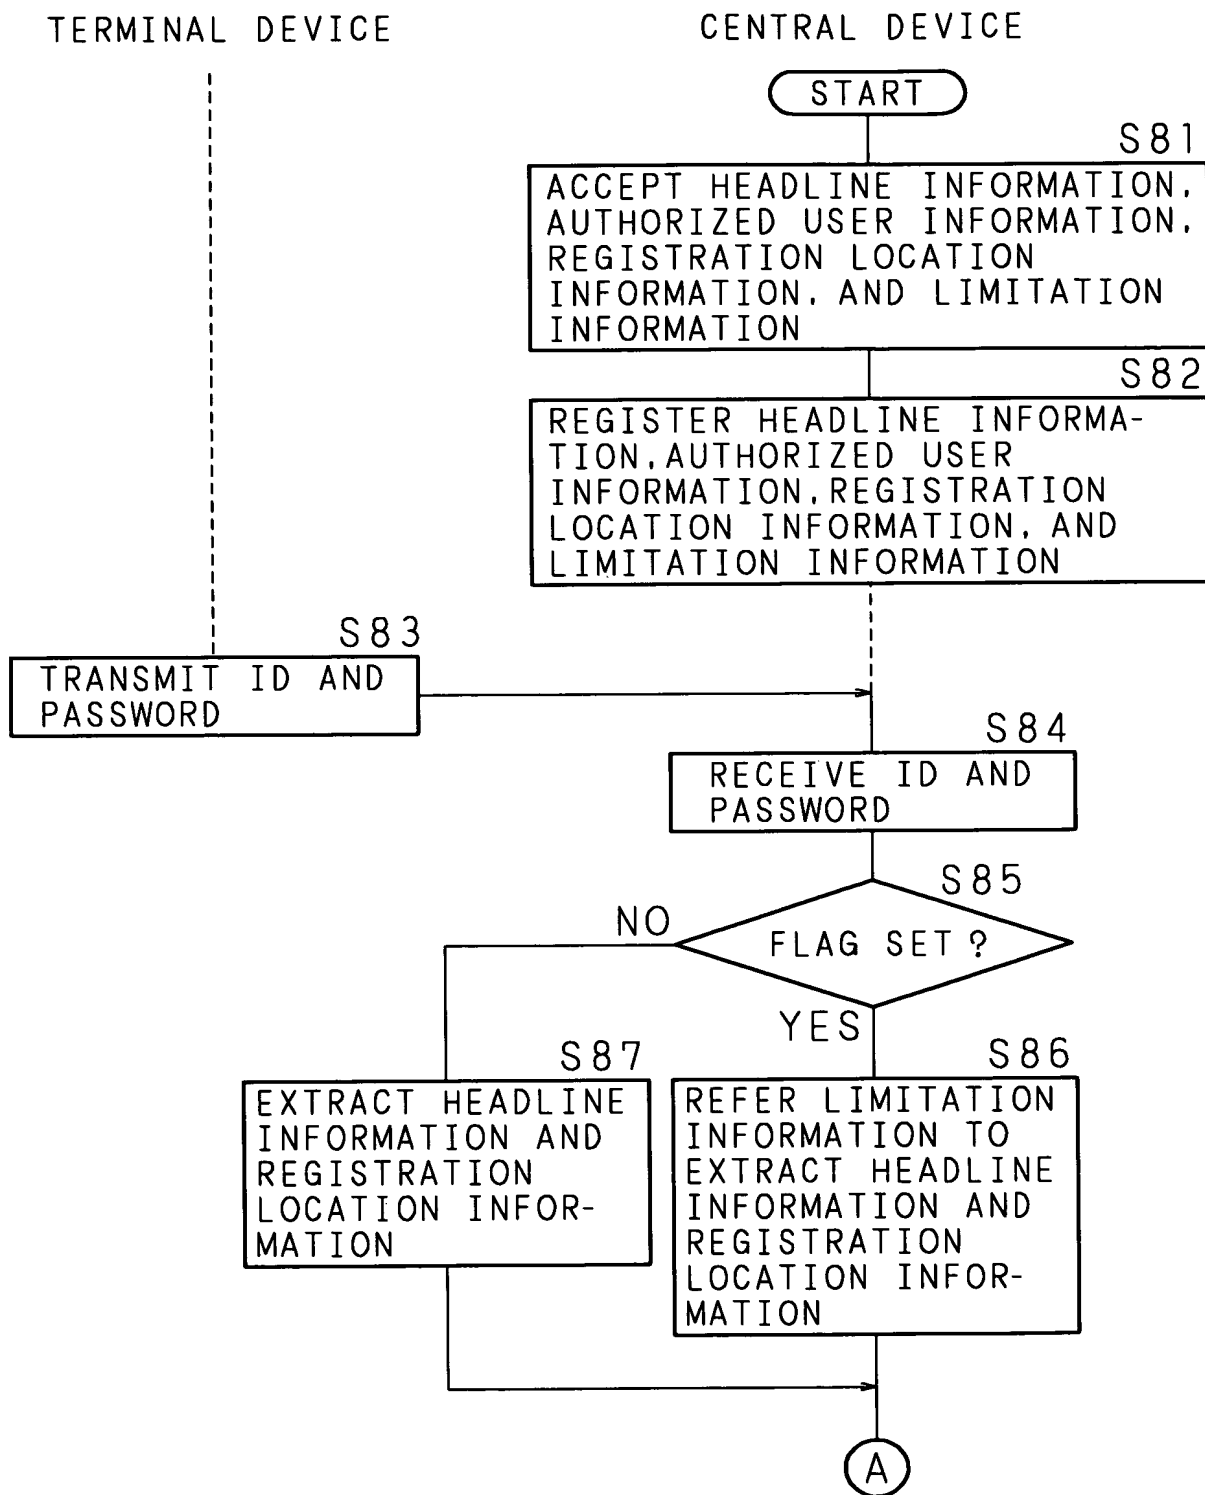 TERMINAL DEVICE
CENTRAL DEVICE
START
S81
ACCEPT HEADLINE INFORMATION,
AUTHORIZED USER INFORMATION,
REGISTRATION LOCATION
INFORMATION, AND LIMITATION
INFORMATION
S82
REGISTER HEADLINE INFORMA-
TION, AUTHORIZED USER
INFORMATION, REGISTRATION
LOCATION INFORMATION, AND
LIMITATION INFORMATION
S83
TRANSMIT ID AND
PASSWORD
S84
RECEIVE ID AND
PASSWORD
S85
FLAG SET?
NO
YES
S87
EXTRACT HEADLINE
INFORMATION AND
REGISTRATION
LOCATION INFOR-
MATION
S86
REFER LIMITATION
INFORMATION TO
EXTRACT HEADLINE
INFORMATION AND
REGISTRATION
LOCATION INFOR-
MATION
A